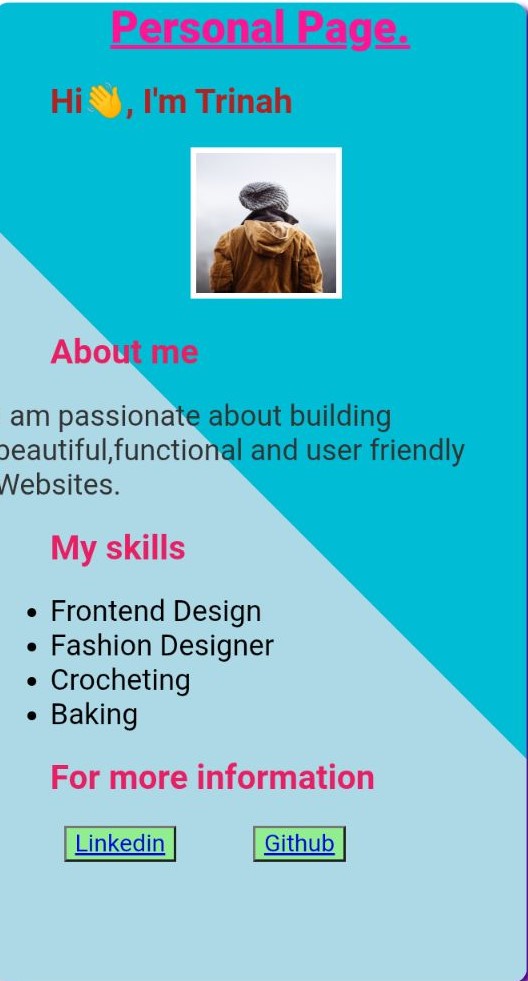 Personal Page.
Hi👋, I'm Trinah
About me
am passionate about building
beautiful,functional and user friendly
Websites.
My skills
• Frontend Design
• Fashion Designer
• Crocheting
• Baking
For more information
Linkedin
Github